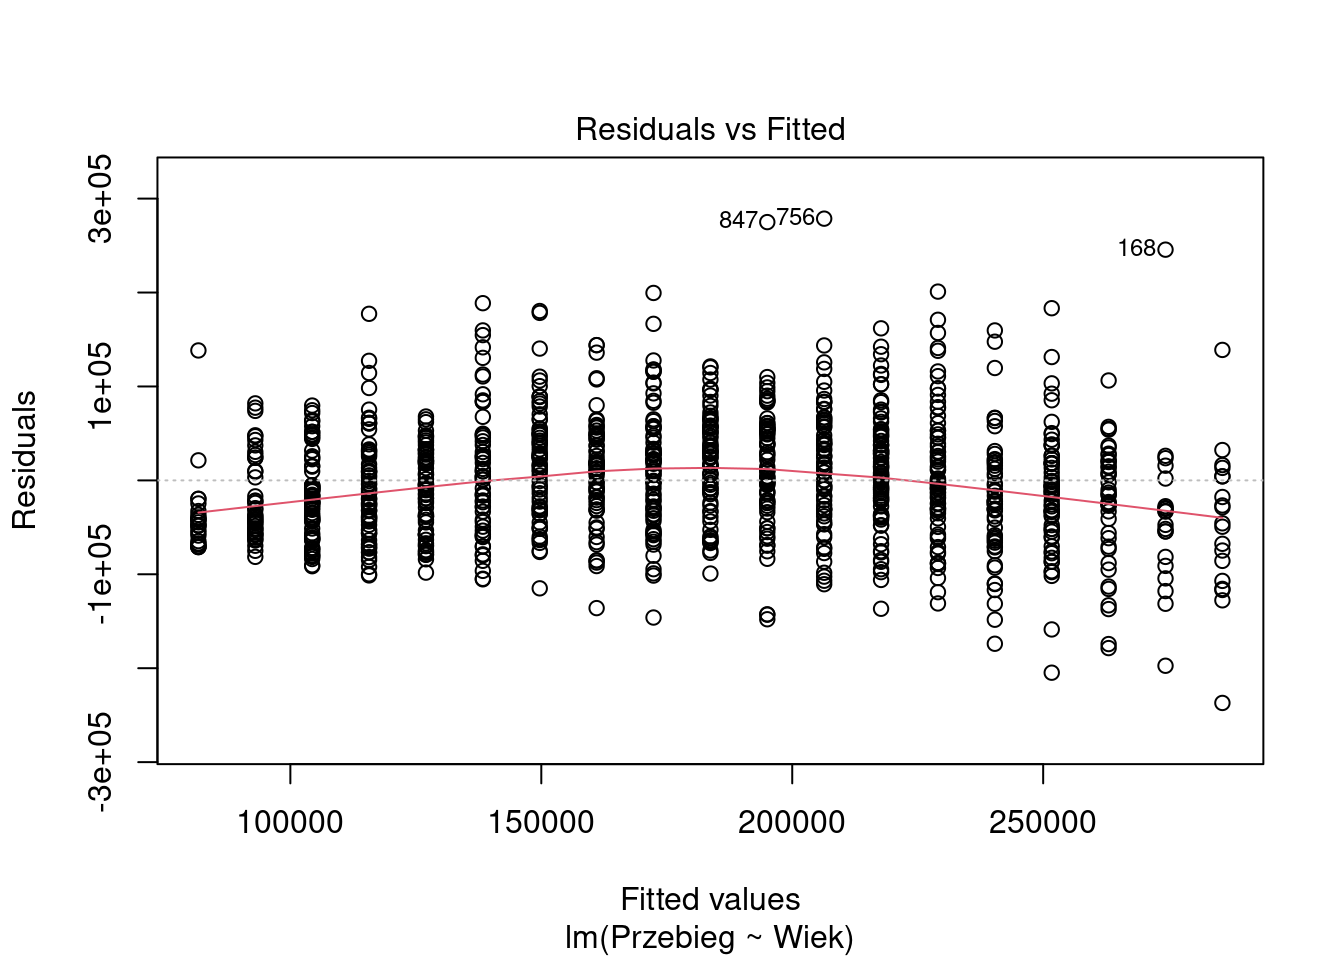 Residuals vs Fitted
Residuals
3e+05
1e+05
-1e+05
-3e+05
847
756
168
100000 150000 200000 250000
Fitted values
lm(Przebieg ~ Wiek)